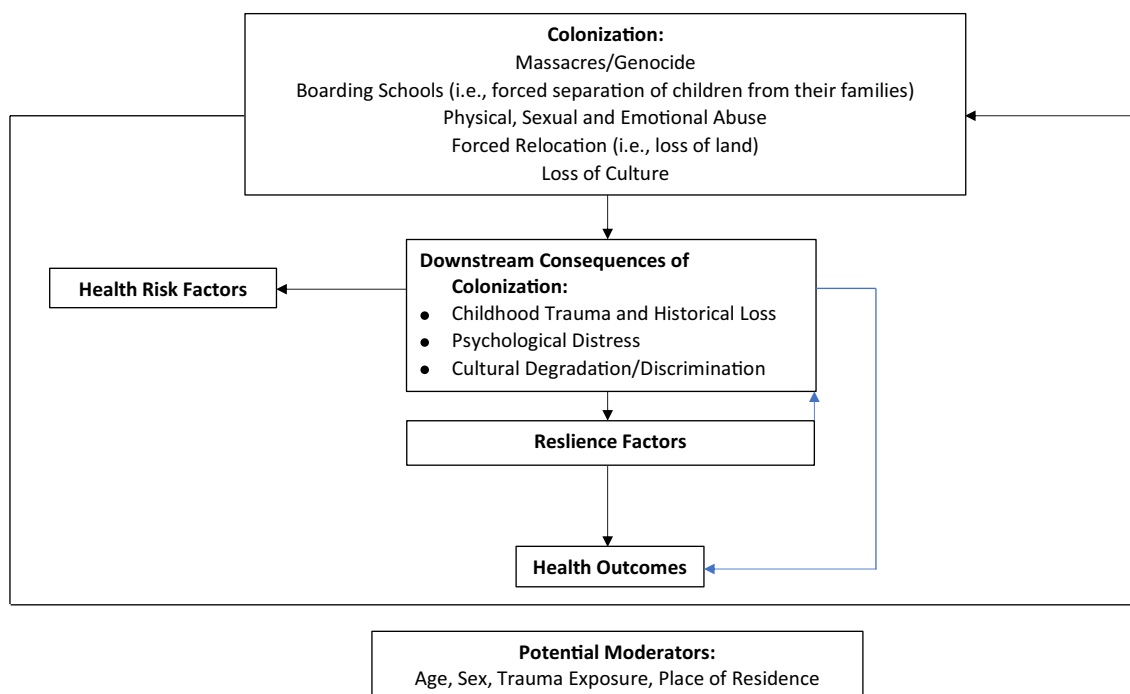 Colonization:
Massacres/Genocide
Boarding Schools (i.e., forced separation of children from their families)
Physical, Sexual and Emotional Abuse
Forced Relocation (i.e., loss of land)
Loss of Culture
Health Risk Factors
Downstream Consequences of
Colonization:
● Childhood Trauma and Historical Loss
● Psychological Distress
● Cultural Degradation/Discrimination
Reslience Factors
Health Outcomes
Potential Moderators:
Age, Sex, Trauma Exposure, Place of Residence